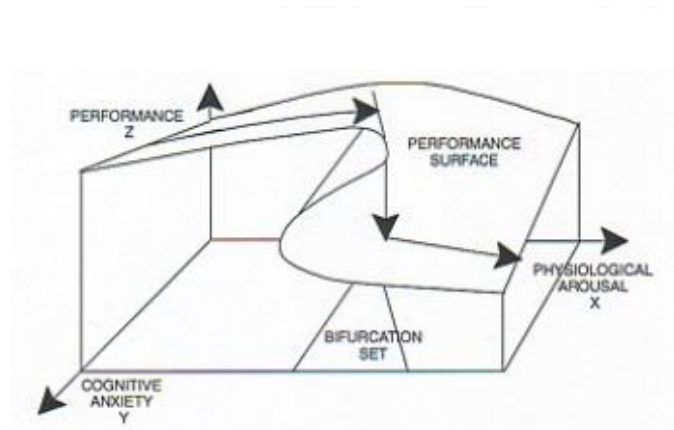 PERFORMANCE
Z
PERFORMANCE
SURFACE
PHYSIOLOGICAL
AROUSAL
X
BIFURCATION
SET
COGNITIVE
ANXIETY
Y